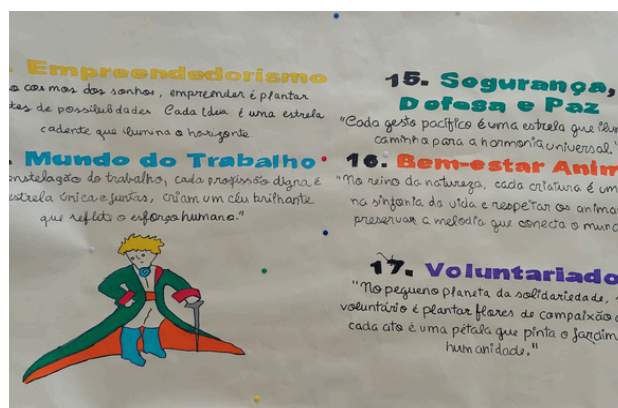 . Empreendedorismo
o cosmos dos sonhos, empreender é plantar
tes de possibilidades. Cada ideia é uma estrela
cadente que ilumina o horizonte.
. Mundo do Trabalho
nstelação do trabalho, cada profissão digna é
estrela única e juntas, criam um céu brilhante
que reflete o esforço humano."
15. Segurança,
Defesa e Paz
"Cada gesto pacífico é uma estrela que ilum
caminho para a harmonia universal."
16. Bem-estar Anim
"No reino da natureza, cada criatura é um
na sinfonia da vida e respeitar os anima
preservar a melodia que conecta o mund
17. Voluntariado
"No pequeno planeta da solidariedade,
voluntário é plantar flores de compaixão
cada ato é uma pétala que pinta o jardim
humanidade."